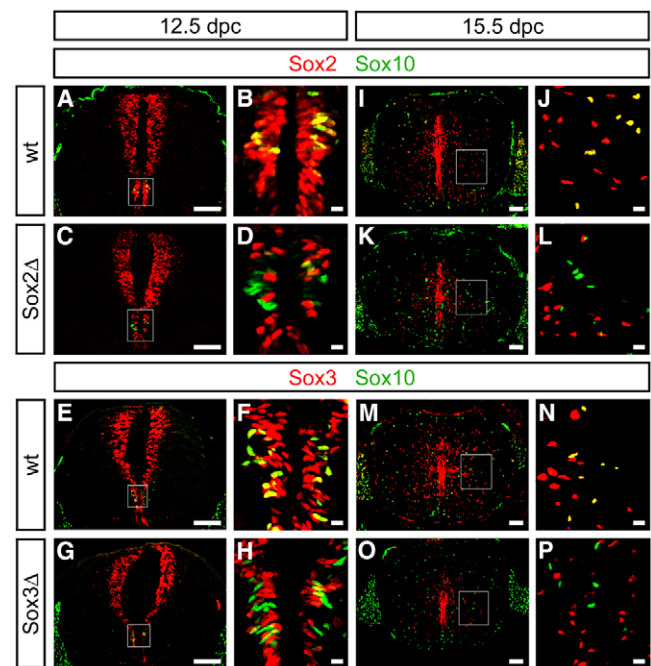 12.5 dpc 15.5 dpc
Sox2 Sox10
wt
A B I J
Sox2Δ
C D K L
Sox3 Sox10
wt
E F M N
Sox3Δ
G H O P